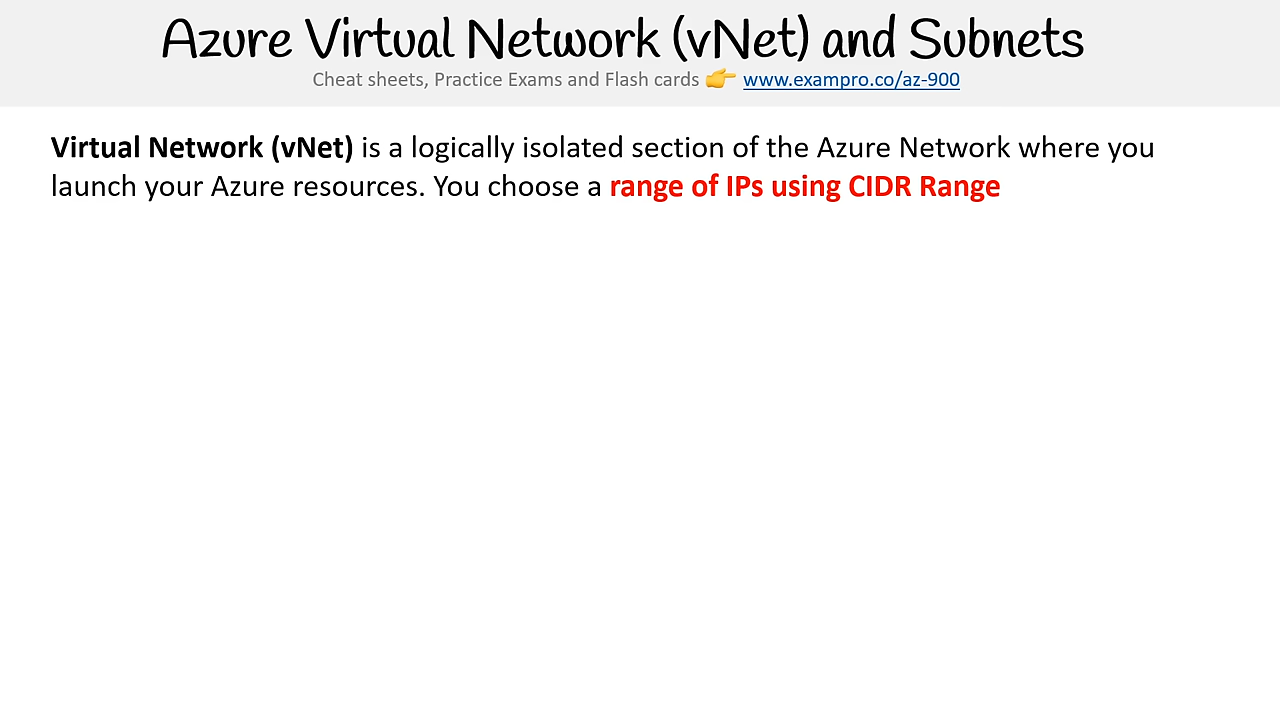 Azure Virtual Network (vNet) and Subnets
Cheat sheets, Practice Exams and Flash cards 👉 www.exampro.co/az-900
Virtual Network (vNet) is a logically isolated section of the Azure Network where you
launch your Azure resources. You choose a range of IPs using CIDR Range